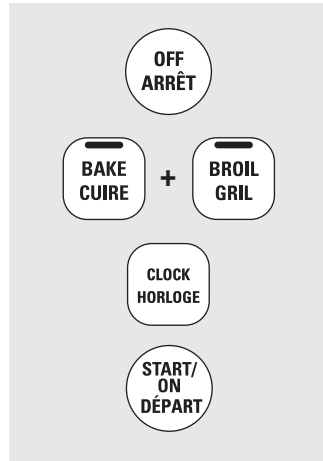 OFF
ARRÊT
BAKE
CUIRE
+
BROIL
GRIL
CLOCK
HORLOGE
START/
ON
DÉPART